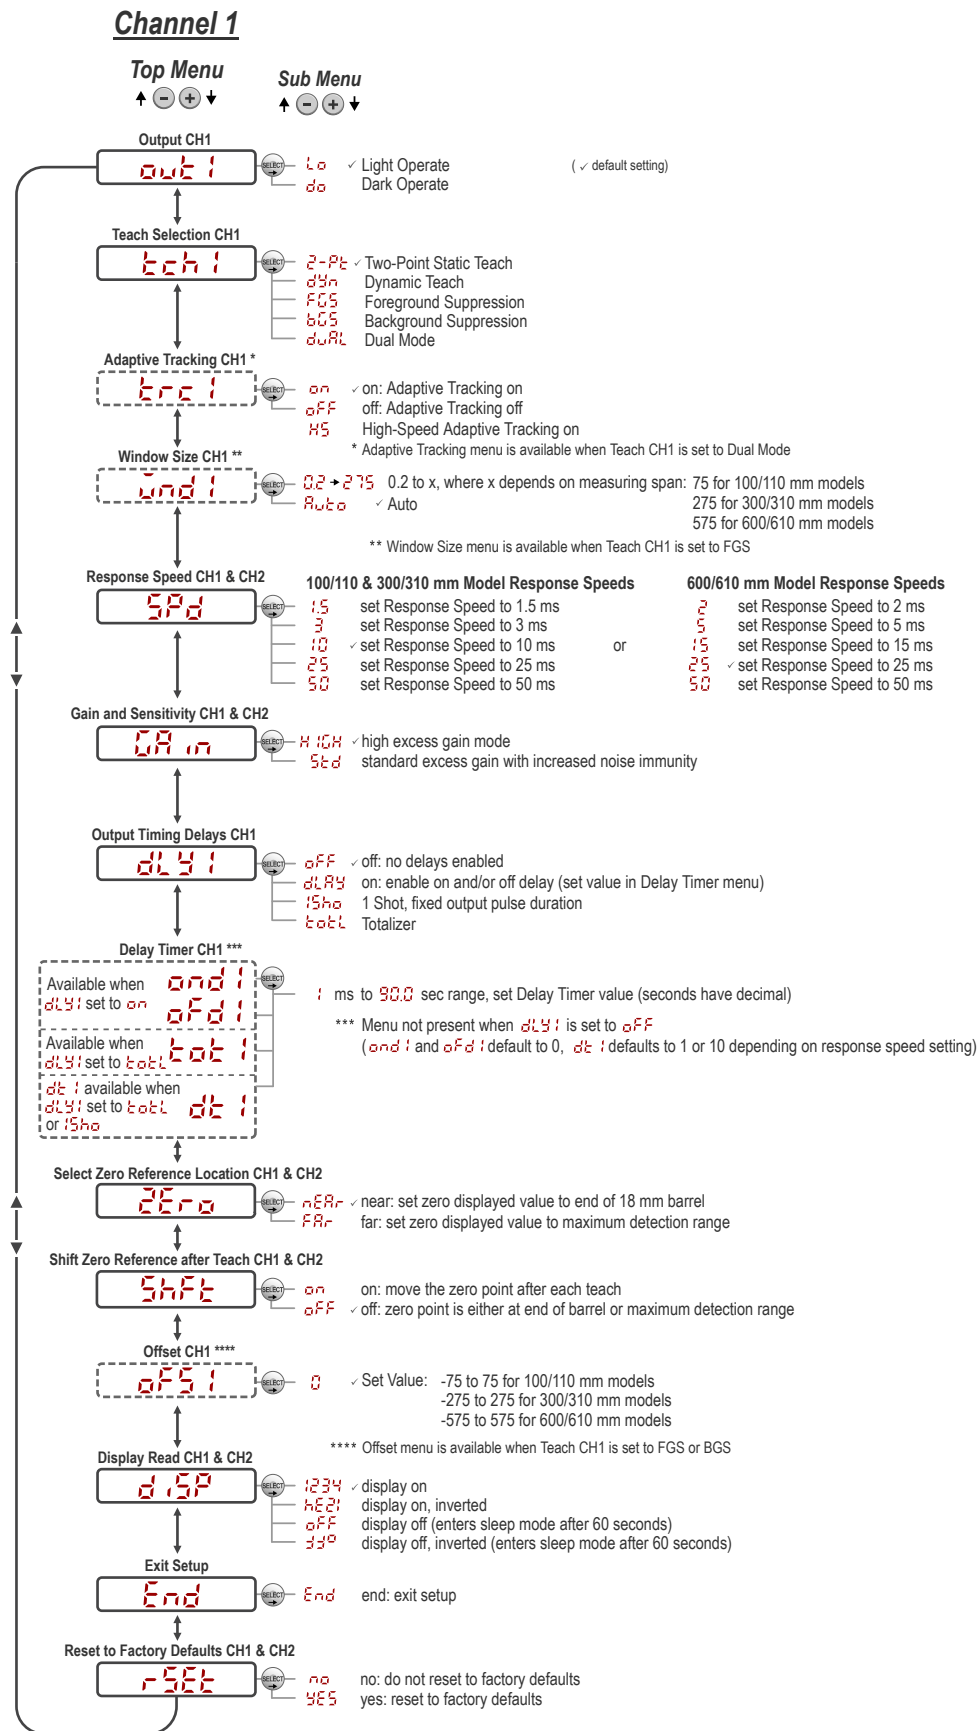 Channel 1
Top Menu
Sub Menu
- +
- +
Output CH1
out1
SELECT
Lo ✓ Light Operate
(✓ default setting)
do Dark Operate
Teach Selection CH1
tch1
SELECT
2-Pt ✓ Two-Point Static Teach
dYn Dynamic Teach
FGS Foreground Suppression
bGS Background Suppression
duAL Dual Mode
Adaptive Tracking CH1 *
trc1
SELECT
on ✓ on: Adaptive Tracking on
oFF off: Adaptive Tracking off
HS High-Speed Adaptive Tracking on
* Adaptive Tracking menu is available when Teach CH1 is set to Dual Mode
Window Size CH1 **
wnd1
SELECT
0.2 → 275 0.2 to x, where x depends on measuring span: 75 for 100/110 mm models
Auto ✓ Auto
275 for 300/310 mm models
575 for 600/610 mm models
** Window Size menu is available when Teach CH1 is set to FGS
Response Speed CH1 & CH2
SPd
SELECT
100/110 & 300/310 mm Model Response Speeds
1.5 set Response Speed to 1.5 ms
3 set Response Speed to 3 ms
10 ✓ set Response Speed to 10 ms
25 set Response Speed to 25 ms
50 set Response Speed to 50 ms
or
600/610 mm Model Response Speeds
2 set Response Speed to 2 ms
5 set Response Speed to 5 ms
15 set Response Speed to 15 ms
25 ✓ set Response Speed to 25 ms
50 set Response Speed to 50 ms
Gain and Sensitivity CH1 & CH2
GAin
SELECT
HIGH ✓ high excess gain mode
Std standard excess gain with increased noise immunity
Output Timing Delays CH1
dLY1
SELECT
oFF ✓ off: no delays enabled
dLAY on: enable on and/or off delay (set value in Delay Timer menu)
1Sho 1 Shot, fixed output pulse duration
totL Totalizer
Delay Timer CH1 ***
Available when
dLY1 set to on
ond1
oFd1
Available when
dLY1 set to totL
tot1
dt1 available when
dLY1 set to totL
or 1Sho
dt1
SELECT
1 ms to 90.0 sec range, set Delay Timer value (seconds have decimal)
*** Menu not present when dLY1 is set to oFF
(ond1 and oFd1 default to 0, dt1 defaults to 1 or 10 depending on response speed setting)
Select Zero Reference Location CH1 & CH2
ZEro
SELECT
nEAr ✓ near: set zero displayed value to end of 18 mm barrel
FAr far: set zero displayed value to maximum detection range
Shift Zero Reference after Teach CH1 & CH2
ShFt
SELECT
on on: move the zero point after each teach
oFF ✓ off: zero point is either at end of barrel or maximum detection range
Offset CH1 ****
oFS1
SELECT
0 ✓ Set Value: -75 to 75 for 100/110 mm models
-275 to 275 for 300/310 mm models
-575 to 575 for 600/610 mm models
**** Offset menu is available when Teach CH1 is set to FGS or BGS
Display Read CH1 & CH2
diSP
SELECT
1234 ✓ display on
hE21 display on, inverted
oFF display off (enters sleep mode after 60 seconds)
display off, inverted (enters sleep mode after 60 seconds)
Exit Setup
End
SELECT
End end: exit setup
Reset to Factory Defaults CH1 & CH2
rSEt
SELECT
no no: do not reset to factory defaults
YES yes: reset to factory defaults